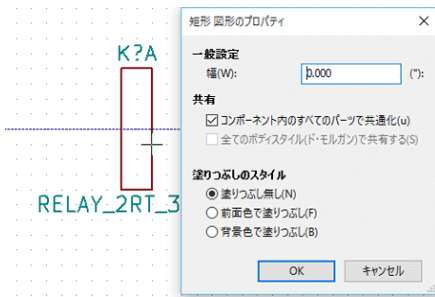 K?A
RELAY_2RT_3
矩形 図形のプロパティ
一般設定
幅(W): 0.000 ("):
共有
コンポーネント内のすべてのパーツで共通化(u)
全てのボディスタイル(ド・モルガン)で共有する(S)
塗りつぶしのスタイル
塗りつぶし無し(N)
前面色で塗りつぶし(F)
背景色で塗りつぶし(B)
OK キャンセル